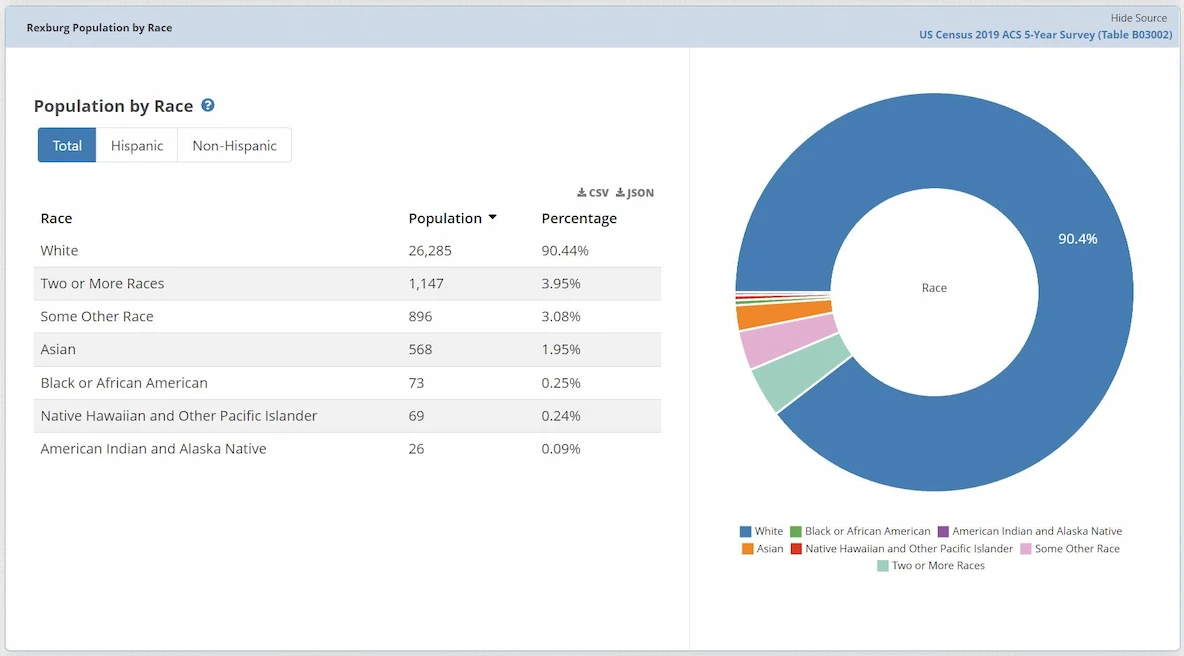 Rexburg Population by Race
Hide Source
US Census 2019 ACS 5-Year Survey (Table B03002)
Population by Race ?
Total Hispanic Non-Hispanic
CSV JSON
Race Population Percentage
White 26,285 90.44%
Two or More Races 1,147 3.95%
Some Other Race 896 3.08%
Asian 568 1.95%
Black or African American 73 0.25%
Native Hawaiian and Other Pacific Islander 69 0.24%
American Indian and Alaska Native 26 0.09%
90.4%
Race
White Black or African American American Indian and Alaska Native
Asian Native Hawaiian and Other Pacific Islander Some Other Race
Two or More Races